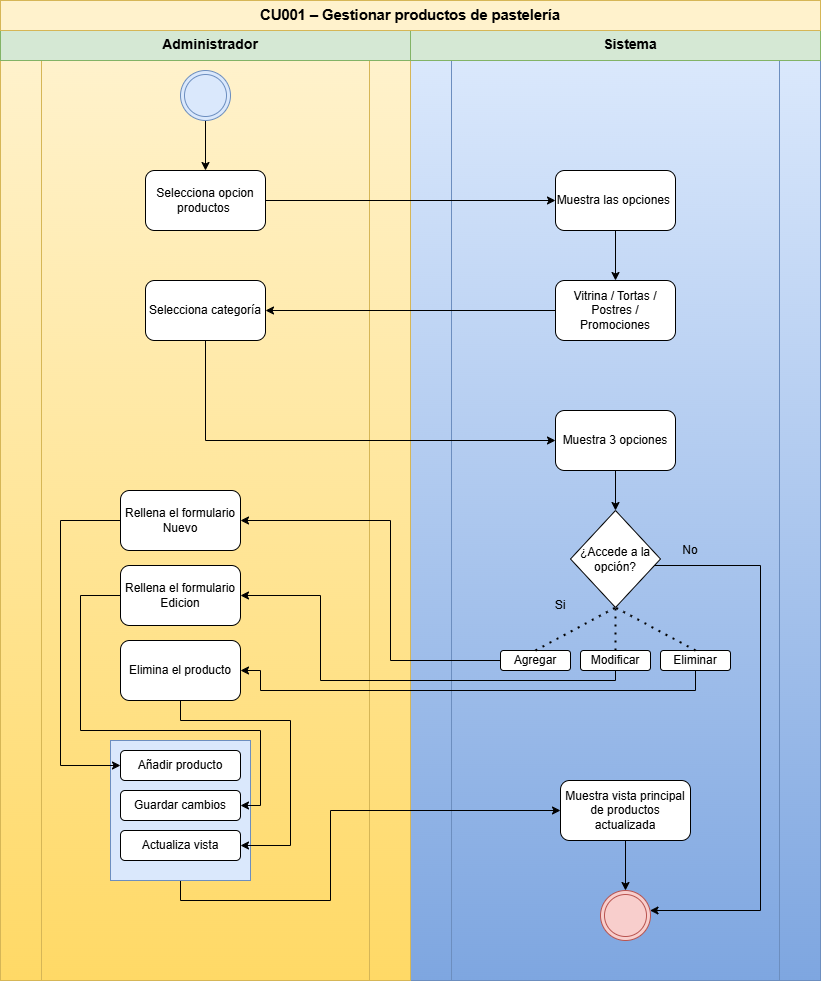 CU001 – Gestionar productos de pastelería
Administrador
Sistema
Selecciona opcion
productos
Muestra las opciones
Selecciona categoría
Vitrina / Tortas /
Postres /
Promociones
Muestra 3 opciones
Rellena el formulario
Nuevo
¿Accede a la
opción?
No
Rellena el formulario
Edicion
Si
Elimina el producto
Agregar
Modificar
Eliminar
Añadir producto
Guardar cambios
Actualiza vista
Muestra vista principal
de productos
actualizada